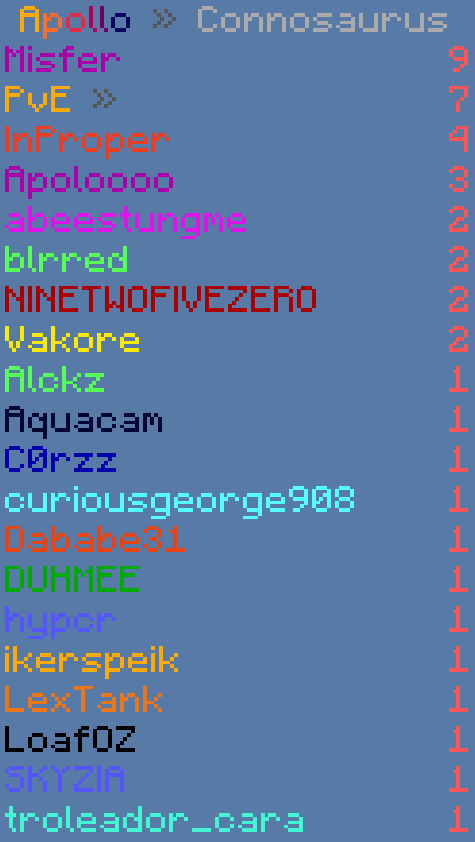 Apollo » Connosaurus
Misfer 9
PvE » 7
InProper 4
Apoloooo 3
abeestungme 2
blrred 2
NINETWOFIVEZERO 2
Vakore 2
Alckz 1
Aquacam 1
C0rzz 1
curiousgeorge908 1
Dababe31 1
DUHMEE 1
hypcr 1
ikerspeik 1
LexTank 1
LoafOZ 1
SKYZIA 1
troleador_cara 1